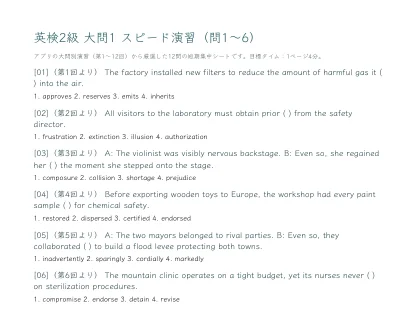 英検2級 大問1 スピード演習（問1〜6）
アプリの大問別演習（第1〜12回）から厳選した12問の短期集中シートです。目標タイム：1ページ4分。
[01]（第1回より） The factory installed new filters to reduce the amount of harmful gas it (
) into the air.
1. approves 2. reserves 3. emits 4. inherits
[02]（第2回より） All visitors to the laboratory must obtain prior ( ) from the safety
director.
1. frustration 2. extinction 3. illusion 4. authorization
[03]（第3回より） A: The violinist was visibly nervous backstage. B: Even so, she regained
her ( ) the moment she stepped onto the stage.
1. composure 2. collision 3. shortage 4. prejudice
[04]（第4回より） Before exporting wooden toys to Europe, the workshop had every paint
sample ( ) for chemical safety.
1. restored 2. dispersed 3. certified 4. endorsed
[05]（第5回より） A: The two mayors belonged to rival parties. B: Even so, they
collaborated ( ) to build a flood levee protecting both towns.
1. inadvertently 2. sparingly 3. cordially 4. markedly
[06]（第6回より） The mountain clinic operates on a tight budget, yet its nurses never ( )
on sterilization procedures.
1. compromise 2. endorse 3. detain 4. revise